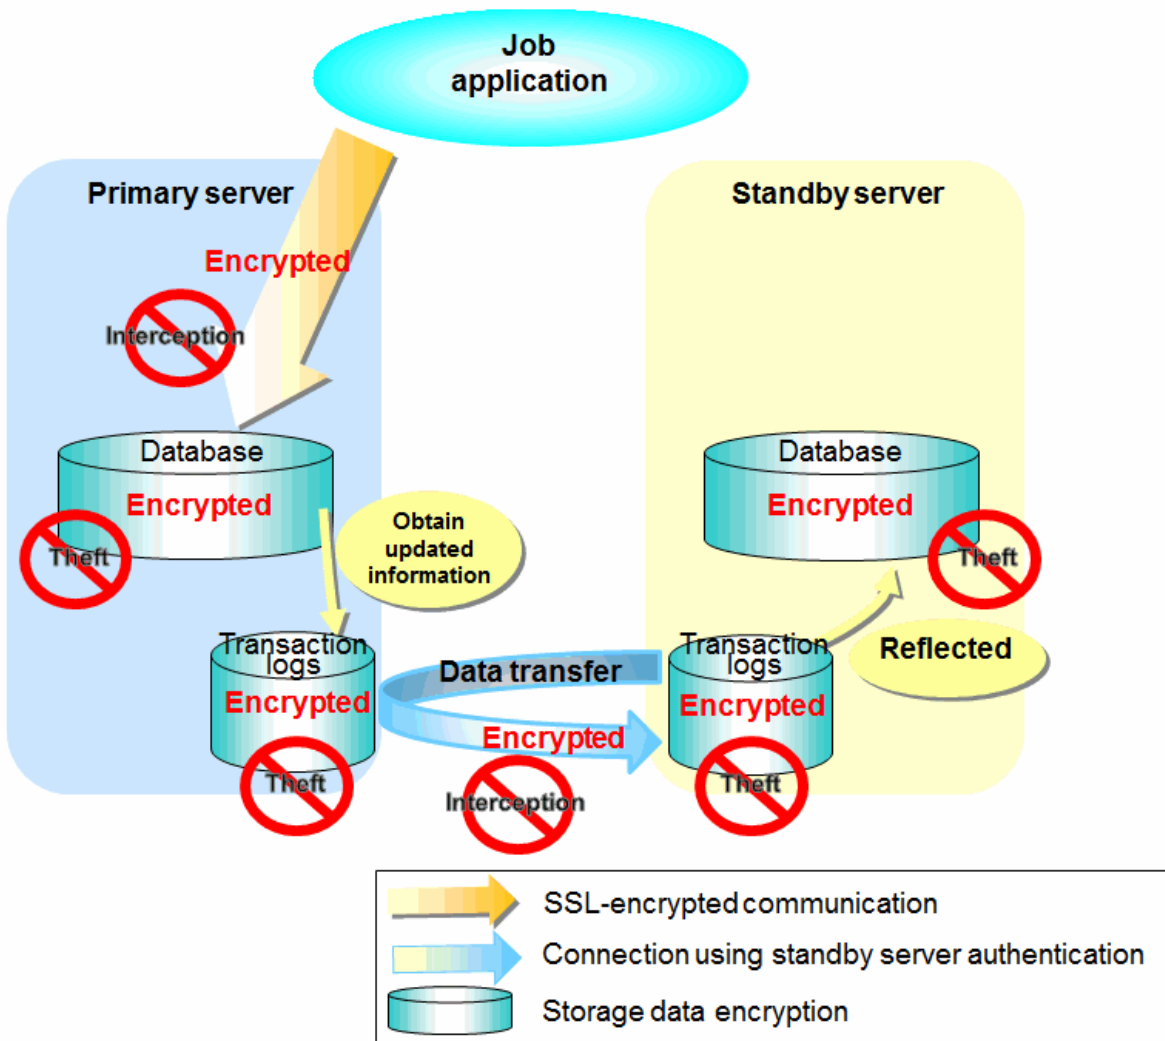 Job
application
Primary server
Standby server
Encrypted
Interception
Database
Encrypted
Theft
Obtain
updated
information
Database
Encrypted
Theft
Transaction
logs
Encrypted
Theft
Data transfer
Encrypted
Interception
Transaction
logs
Encrypted
Theft
Reflected
SSL-encrypted communication
Connection using standby server authentication
Storage data encryption